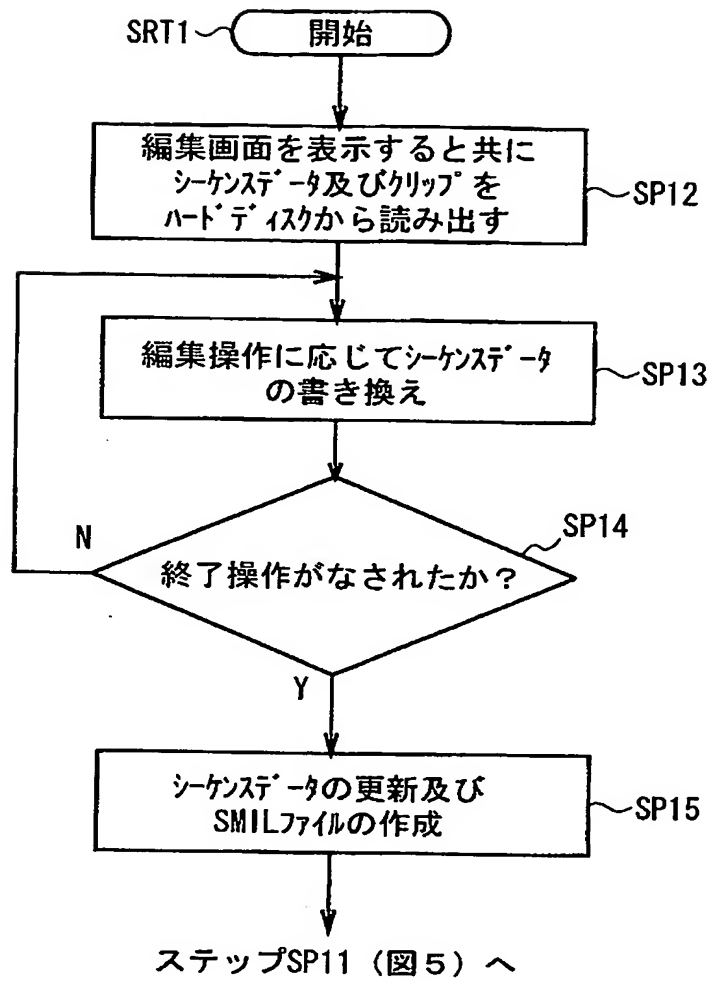 SRT1
開始
編集画面を表示すると共に
ｼｰｹﾝｽﾃﾞｰﾀ及びｸﾘｯﾌﾟを
ﾊｰﾄﾞﾃﾞｨｽｸから読み出す
SP12
編集操作に応じてｼｰｹﾝｽﾃﾞｰﾀ
の書き換え
SP13
N
SP14
終了操作がなされたか？
Y
ｼｰｹﾝｽﾃﾞｰﾀの更新及び
SMILﾌｧｲﾙの作成
SP15
ステップSP11（図５）へ